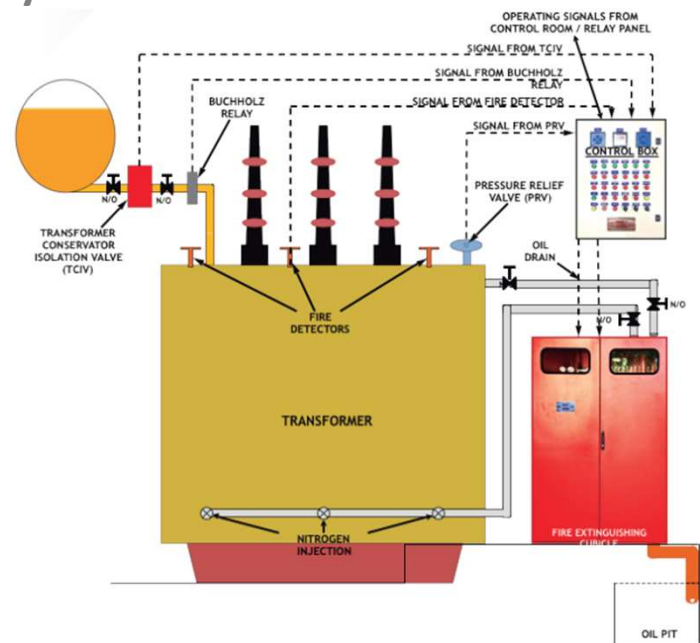 OPERATING SIGNALS FROM
CONTROL ROOM / RELAY PANEL
SIGNAL FROM TCIV
SIGNAL FROM BUCHHOLZ
RELAY
SIGNAL FROM FIRE DETECTOR
SIGNAL FROM PRV
BUCHHOLZ
RELAY
CONTROL BOX
N/O
N/O
PRESSURE RELIEF
VALVE (PRV)
TRANSFORMER
CONSERVATOR
ISOLATION VALVE
(TCIV)
OIL
DRAIN
N/O
N/O
FIRE
DETECTORS
TRANSFORMER
NITROGEN
INJECTION
FIRE EXTINGUISHING
CUBICLE
OIL PIT